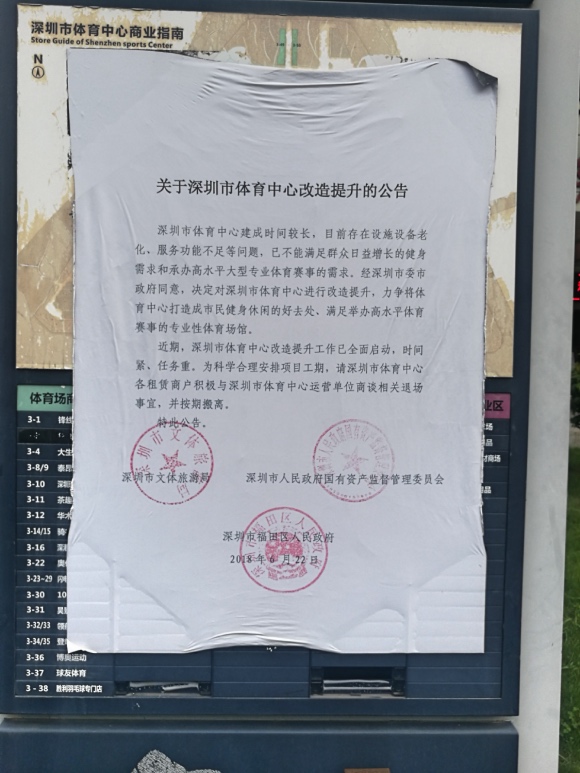 深圳市体育中心商业指南
Store Guide of Shenzhen sports Center
N
关于深圳市体育中心改造提升的公告
深圳市体育中心建成时间较长，目前存在设施设备老
化、服务功能不足等问题，已不能满足群众日益增长的健身
需求和承办高水平大型专业体育赛事的需求。经深圳市委市
政府同意，决定对深圳市体育中心进行改造提升，力争将体
育中心打造成市民健身休闲的好去处、满足举办高水平体育
赛事的专业性体育场馆。
近期，深圳市体育中心改造提升工作已全面启动，时间
紧、任务重。为科学合理安排项目工期，请深圳市体育中心
各租赁商户积极与深圳市体育中心运营单位商谈相关退场
事宜，并按期搬离。
特此公告。
深圳市文体旅游局
深圳市人民政府国有资产监督管理委员会
深圳市福田区人民政府
2018年6月22日
体育场商
业区
3-1
3-4 大生
3-8/9 泰
3-10 深圳
3-11 茶
3-12 华
3-14/15 骑
3-16
3-22 奥
3-23~29
3-30 10
3-31
3-32/33
3-34/35
3-36 博奥运动
3-37 球友体育
3-38 胜利羽毛球专门店